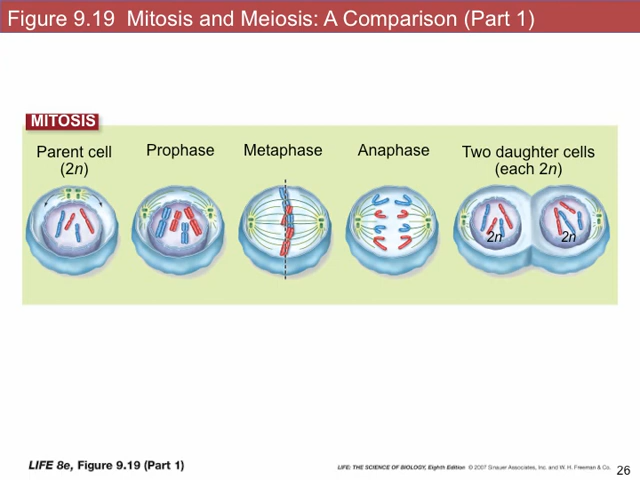 Figure 9.19 Mitosis and Meiosis: A Comparison (Part 1)
MITOSIS
Parent cell
(2n)
Prophase
Metaphase
Anaphase
Two daughter cells
(each 2n)
2n
2n
LIFE 8e, Figure 9.19 (Part 1)
LIFE: THE SCIENCE OF BIOLOGY, Eighth Edition © 2007 Sinauer Associates, Inc. and W. H. Freeman & Co.
26